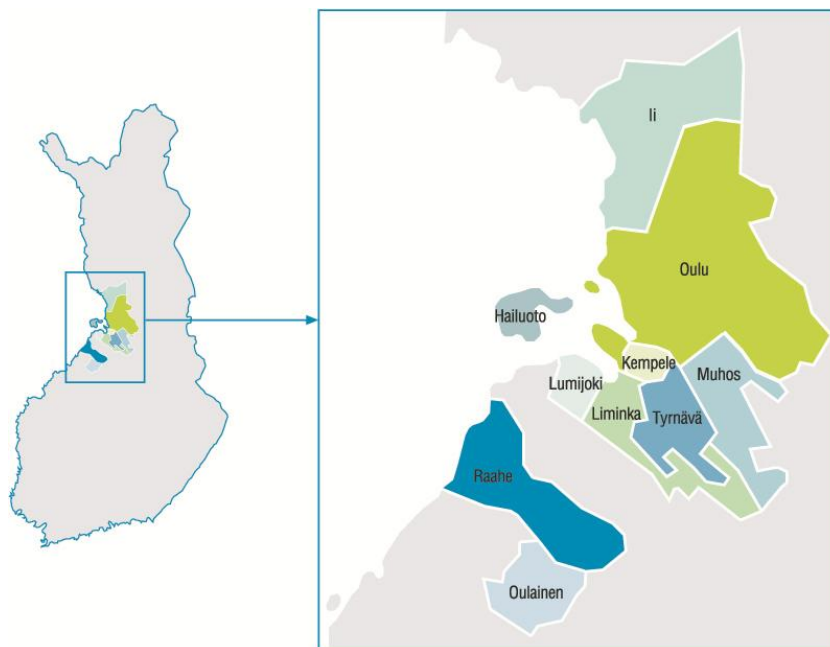 Ii
Oulu
Hailuoto
Kempele
Lumijoki
Muhos
Liminka
Tyrnävä
Raahe
Oulainen